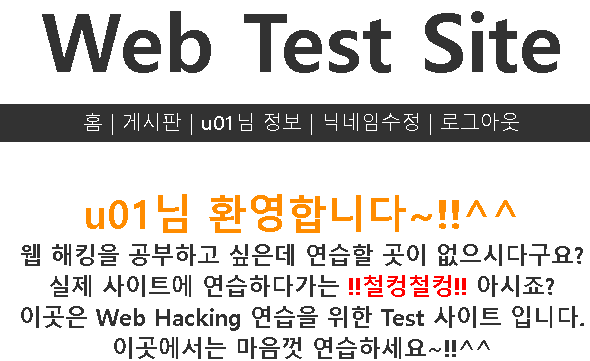 Web Test Site
홈 | 게시판 | u01님 정보 | 닉네임수정 | 로그아웃
u01님 환영합니다~!!^^
웹 해킹을 공부하고 싶은데 연습할 곳이 없으시다구요?
실제 사이트에 연습하다가는 !!철컹철컹!! 아시죠?
이곳은 Web Hacking 연습을 위한 Test 사이트 입니다.
이곳에서는 마음껏 연습하세요~!!^^